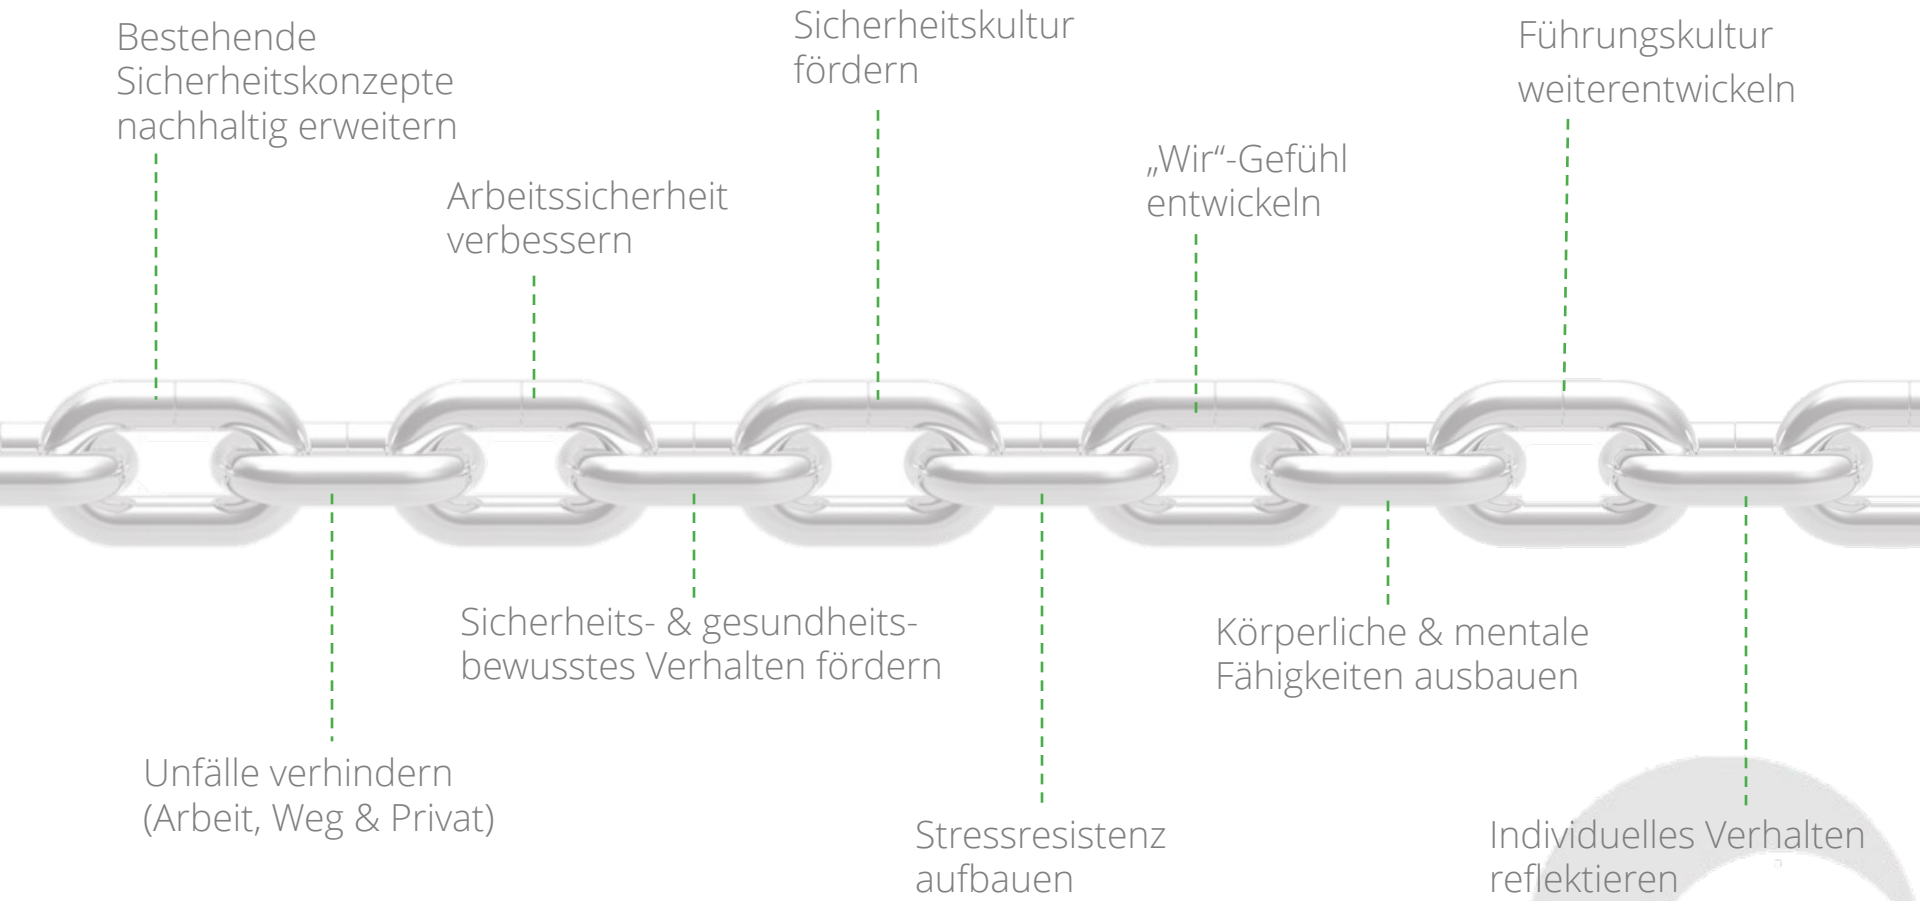 Bestehende
Sicherheitskonzepte
nachhaltig erweitern
Arbeitssicherheit
verbessern
Sicherheitskultur
fördern
„Wir“-Gefühl
entwickeln
Führungskultur
weiterentwickeln
Unfälle verhindern
(Arbeit, Weg & Privat)
Sicherheits- & gesundheits-
bewusstes Verhalten fördern
Stressresistenz
aufbauen
Körperliche & mentale
Fähigkeiten ausbauen
Individuelles Verhalten
reflektieren